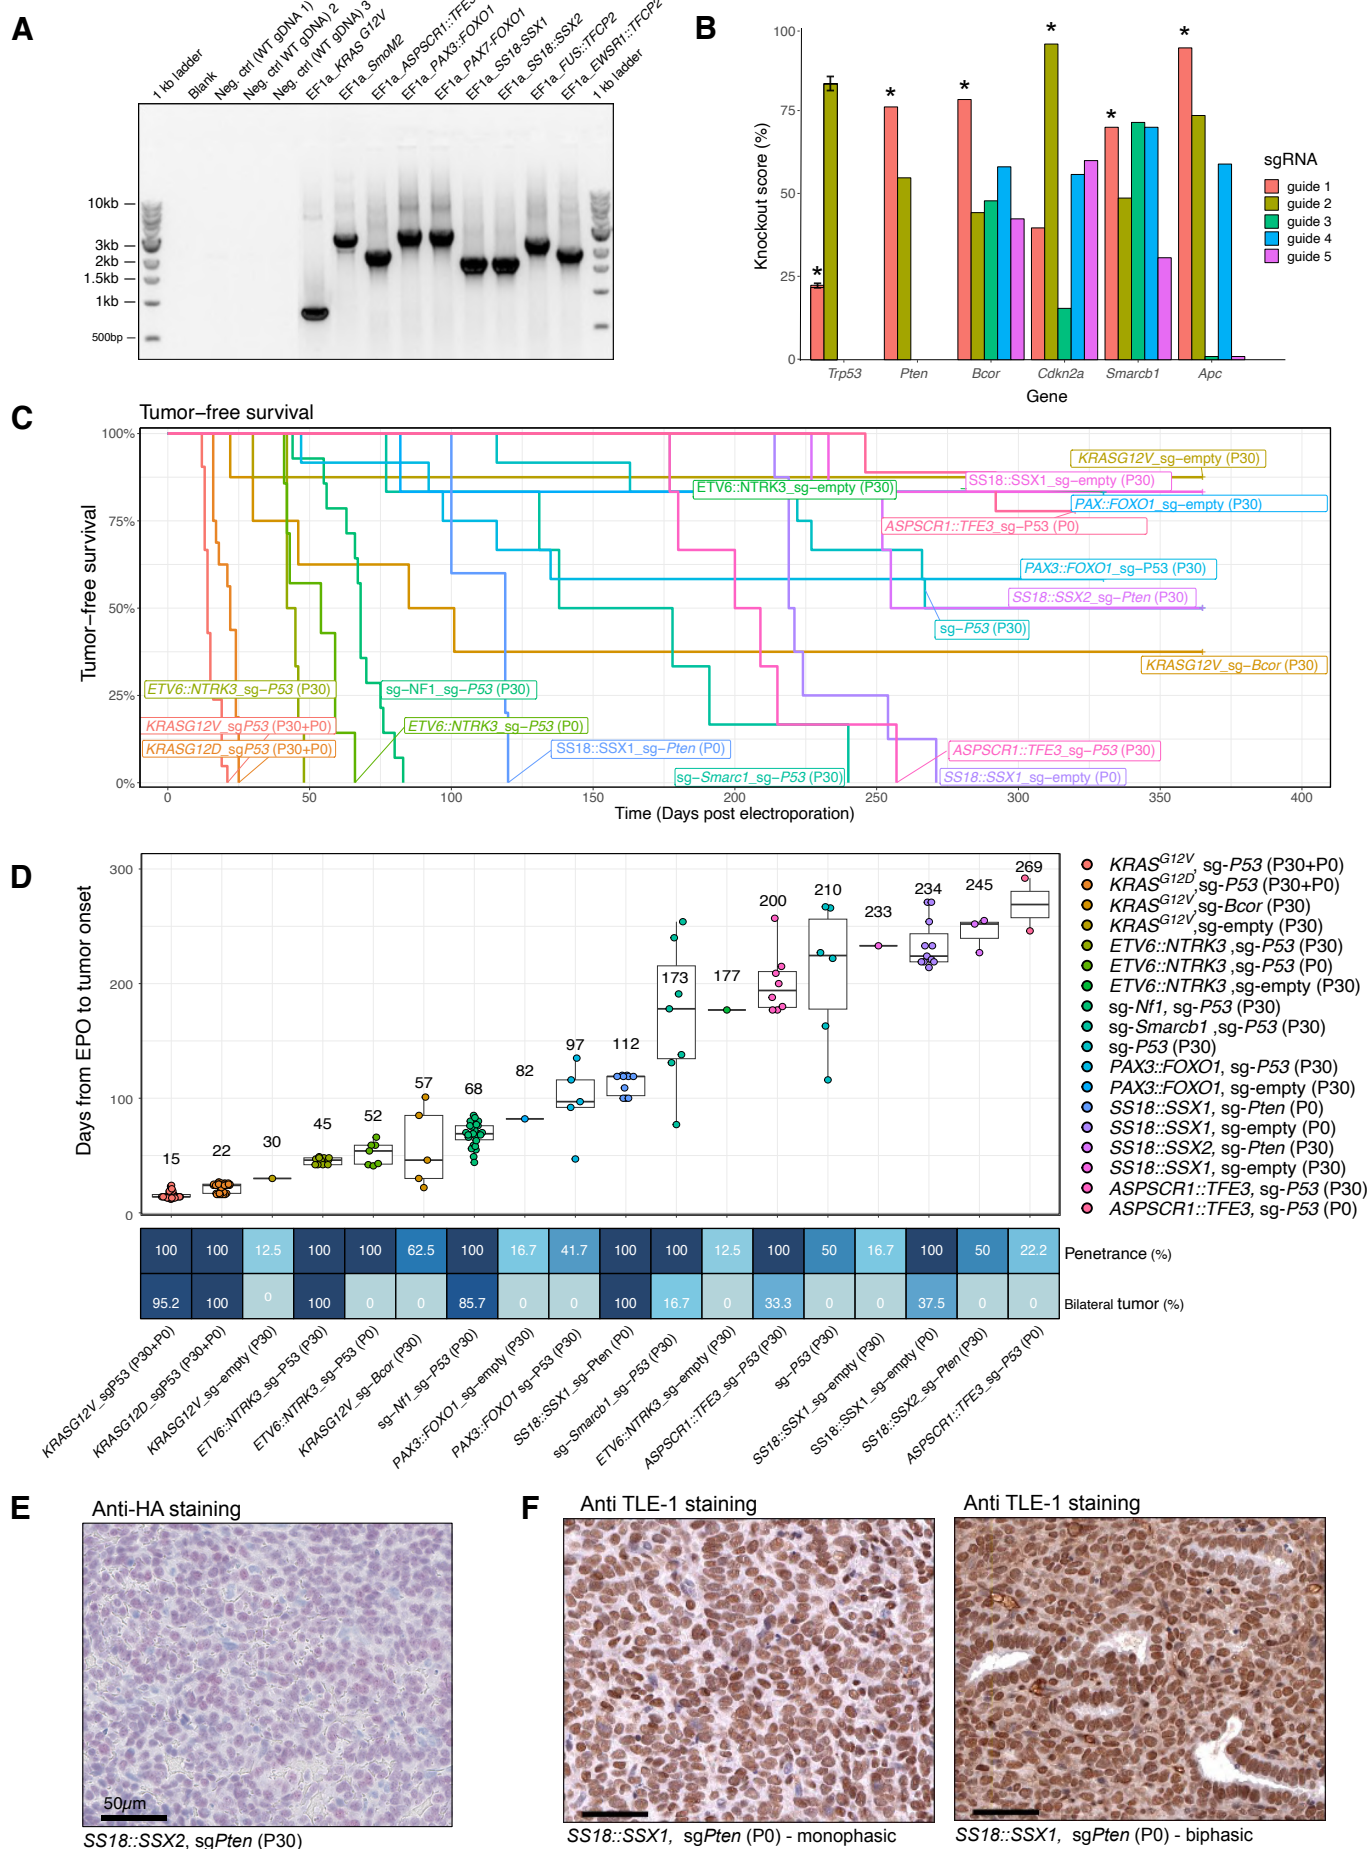 A
1 kb ladder
Blank
Neg. ctrl (WT gDNA 1)
Neg. ctrl WT gDNA) 2
Neg. ctrl (WT gDNA) 3
EF1a_KRAS G12V
EF1a_SmoM2
EF1a_ASPSCR1::TFE3
EF1a_PAX3::FOXO1
EF1a_PAX7-FOXO1
EF1a_SS18-SSX1
EF1a_SS18::SSX2
EF1a_FUS::TFCP2
EF1a_EWSR1::TFCP2
1 kb ladder
10kb
3kb
2kb
1.5kb
1kb
500bp
B
Knockout score (%)
100
75
50
25
0
* * * * * *
Trp53 Pten Bcor Cdkn2a Smarcb1 Apc
Gene
sgRNA
guide 1
guide 2
guide 3
guide 4
guide 5
C
Tumor–free survival
Tumor–free survival
100%
75%
50%
25%
0%
KRASG12V_sg–empty (P30)
SS18::SSX1_sg–empty (P30)
ETV6::NTRK3_sg–empty (P30)
PAX::FOXO1_sg–empty (P30)
ASPSCR1::TFE3_sg–P53 (P0)
PAX3::FOXO1_sg–P53 (P30)
SS18::SSX2_sg–Pten (P30)
sg–P53 (P30)
KRASG12V_sg–Bcor (P30)
ETV6::NTRK3_sg–P53 (P30)
sg–NF1_sg–P53 (P30)
KRASG12V_sgP53 (P30+P0)
ETV6::NTRK3_sg–P53 (P0)
KRASG12D_sgP53 (P30+P0)
SS18::SSX1_sg–Pten (P0)
ASPSCR1::TFE3_sg–P53 (P30)
sg–Smarc1_sg–P53 (P30)
SS18::SSX1_sg–empty (P0)
0 50 100 150 200 250 300 350 400
Time (Days post electroporation)
D
Days from EPO to tumor onset
300
200
100
0
15 22 30 45 52 57 68 82 97 112 173 177 200 210 233 234 245 269
KRAS^G12V, sg-P53 (P30+P0)
KRAS^G12D,sg-P53 (P30+P0)
KRAS^G12V,sg-Bcor (P30)
KRAS^G12V,sg-empty (P30)
ETV6::NTRK3 ,sg-P53 (P30)
ETV6::NTRK3 ,sg-P53 (P0)
ETV6::NTRK3 ,sg-empty (P30)
sg-Nf1, sg-P53 (P30)
sg-Smarcb1 ,sg-P53 (P30)
sg-P53 (P30)
PAX3::FOXO1, sg-P53 (P30)
PAX3::FOXO1, sg-empty (P30)
SS18::SSX1, sg-Pten (P0)
SS18::SSX1, sg-empty (P0)
SS18::SSX2, sg-Pten (P30)
SS18::SSX1, sg-empty (P30)
ASPSCR1::TFE3, sg-P53 (P30)
ASPSCR1::TFE3, sg-P53 (P0)
100 100 12.5 100 100 62.5 100 16.7 41.7 100 100 12.5 100 50 16.7 100 50 22.2 Penetrance (%)
95.2 100 0 100 0 0 85.7 0 0 100 16.7 0 33.3 0 0 37.5 0 0 Bilateral tumor (%)
KRASG12V_sgP53 (P30+P0)
KRASG12D_sgP53 (P30+P0)
KRASG12V_sg–empty (P30)
ETV6::NTRK3_sg–P53 (P30)
ETV6::NTRK3_sg–P53 (P0)
KRASG12V_sg–Bcor (P30)
sg–Nf1_sg–P53 (P30)
PAX3::FOXO1_sg–empty (P30)
PAX3::FOXO1 sg–P53 (P30)
SS18::SSX1_sg–Pten (P0)
sg–Smarcb1_sg–P53 (P30)
ETV6::NTRK3_sg–empty (P30)
ASPSCR1::TFE3_sg–P53 (P30)
sg–P53 (P30)
SS18::SSX1_sg–empty (P30)
SS18::SSX1_sg–empty (P0)
SS18::SSX2_sg–Pten (P30)
ASPSCR1::TFE3_sg–P53 (P0)
E
Anti-HA staining
50µm
SS18::SSX2, sgPten (P30)
F
Anti TLE-1 staining
SS18::SSX1, sgPten (P0) - monophasic
Anti TLE-1 staining
SS18::SSX1, sgPten (P0) - biphasic